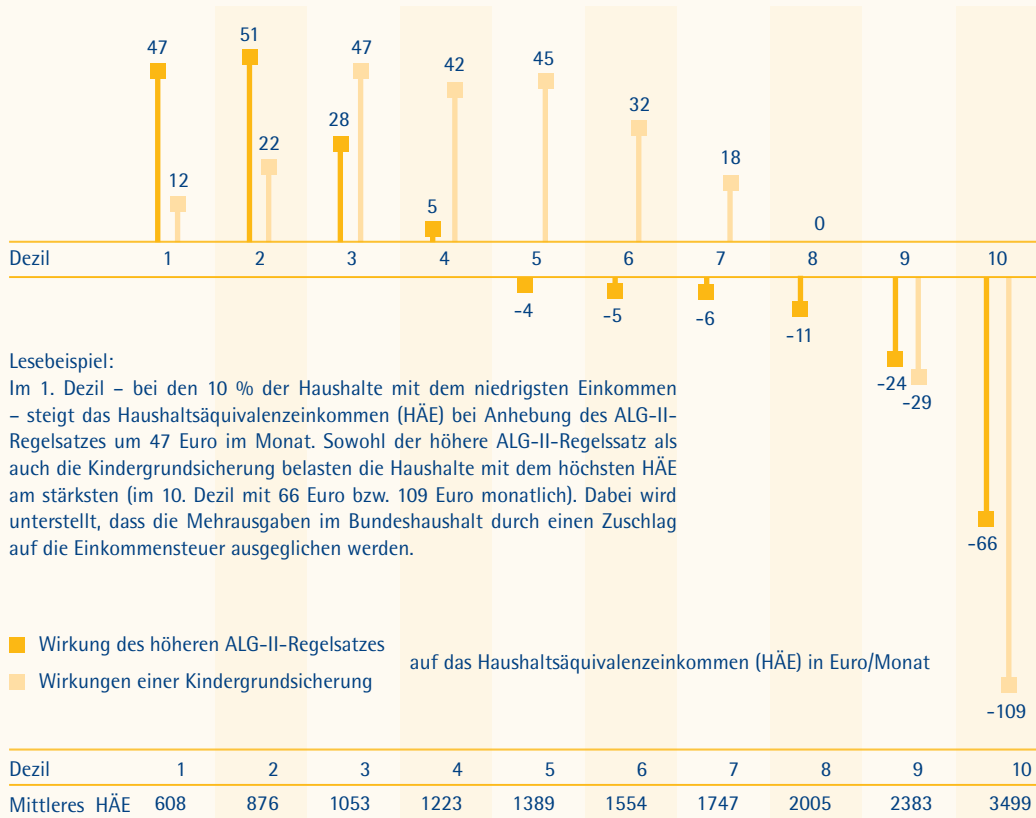 51
47
47
45
42
32
28
22
18
12
5
0
Dezil 1 2 3 4 5 6 7 8 9 10
-4
-5
-6
-11
-24
-29
-66
-109
Lesebeispiel:
Im 1. Dezil – bei den 10 % der Haushalte mit dem niedrigsten Einkommen
– steigt das Haushaltsäquivalenzeinkommen (HÄE) bei Anhebung des ALG-II-
Regelsatzes um 47 Euro im Monat. Sowohl der höhere ALG-II-Regelssatz als
auch die Kindergrundsicherung belasten die Haushalte mit dem höchsten HÄE
am stärksten (im 10. Dezil mit 66 Euro bzw. 109 Euro monatlich). Dabei wird
unterstellt, dass die Mehrausgaben im Bundeshaushalt durch einen Zuschlag
auf die Einkommensteuer ausgeglichen werden.
Wirkung des höheren ALG-II-Regelsatzes
Wirkungen einer Kindergrundsicherung
auf das Haushaltsäquivalenzeinkommen (HÄE) in Euro/Monat
Dezil 1 2 3 4 5 6 7 8 9 10
Mittleres HÄE 608 876 1053 1223 1389 1554 1747 2005 2383 3499